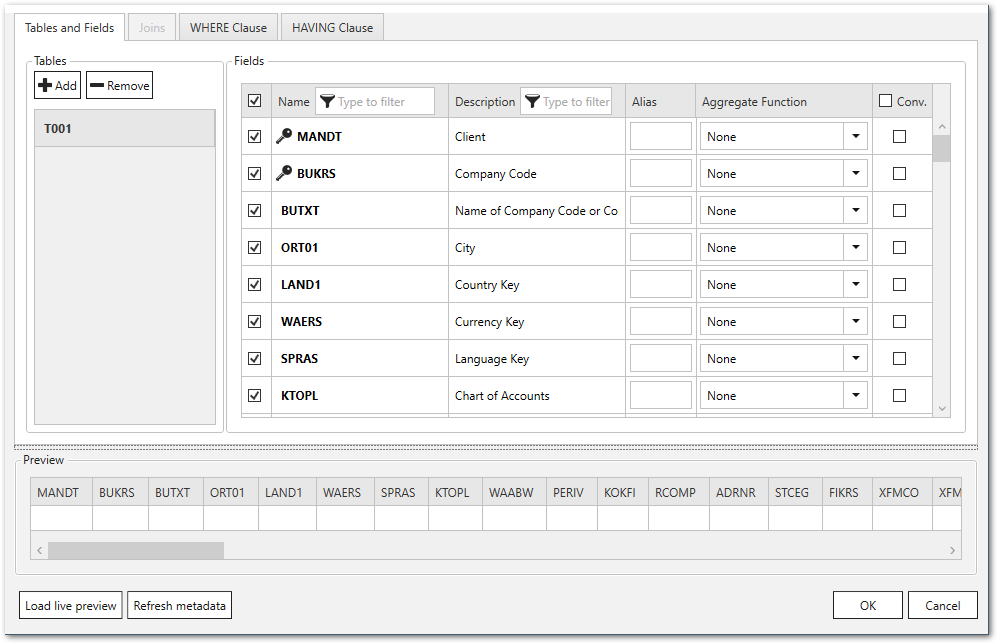 Tables and Fields Joins WHERE Clause HAVING Clause
Tables
Add Remove
T001
Fields
Name Type to filter Description Type to filter Alias Aggregate Function Conv.
MANDT Client None
BUKRS Company Code None
BUTXT Name of Company Code or Co None
ORT01 City None
LAND1 Country Key None
WAERS Currency Key None
SPRAS Language Key None
KTOPL Chart of Accounts None
Preview
MANDT BUKRS BUTXT ORT01 LAND1 WAERS SPRAS KTOPL WAABW PERIV KOKFI RCOMP ADRNR STCEG FIKRS XFMCO XFM
Load live preview Refresh metadata OK Cancel